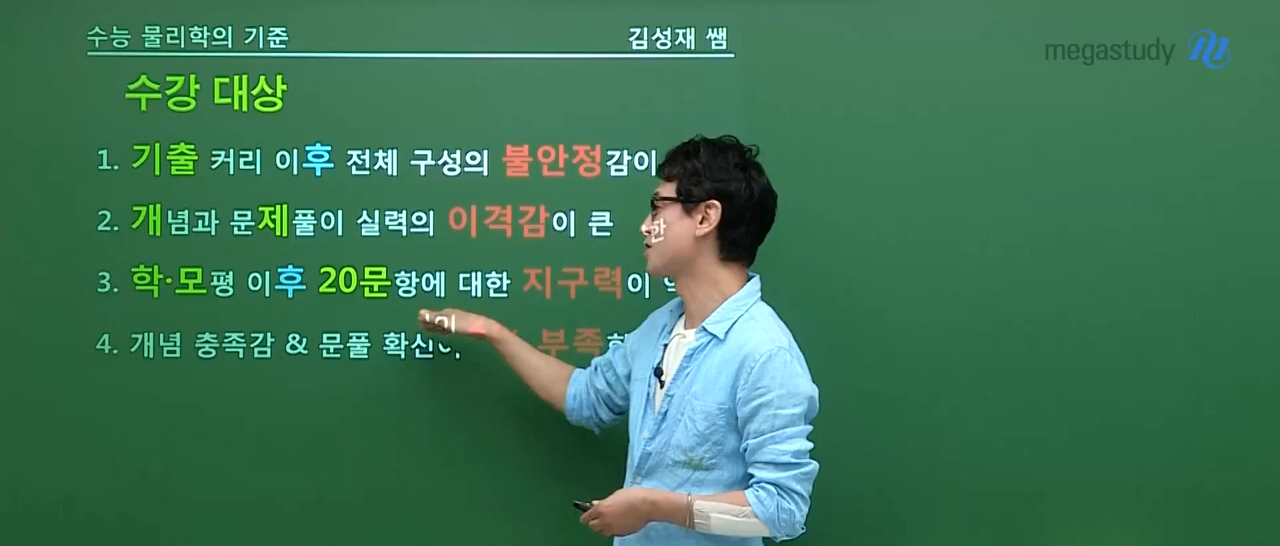 수능 물리학의 기준 김성재 쌤
megastudy
수강 대상
1. 기출 커리 이후 전체 구성의 불안정감이
2. 개념과 문제풀이 실력의 이격감이 큰
3. 학·모평 이후 20문항에 대한 지구력이
4. 개념 충족감 & 문풀 확신이 부족